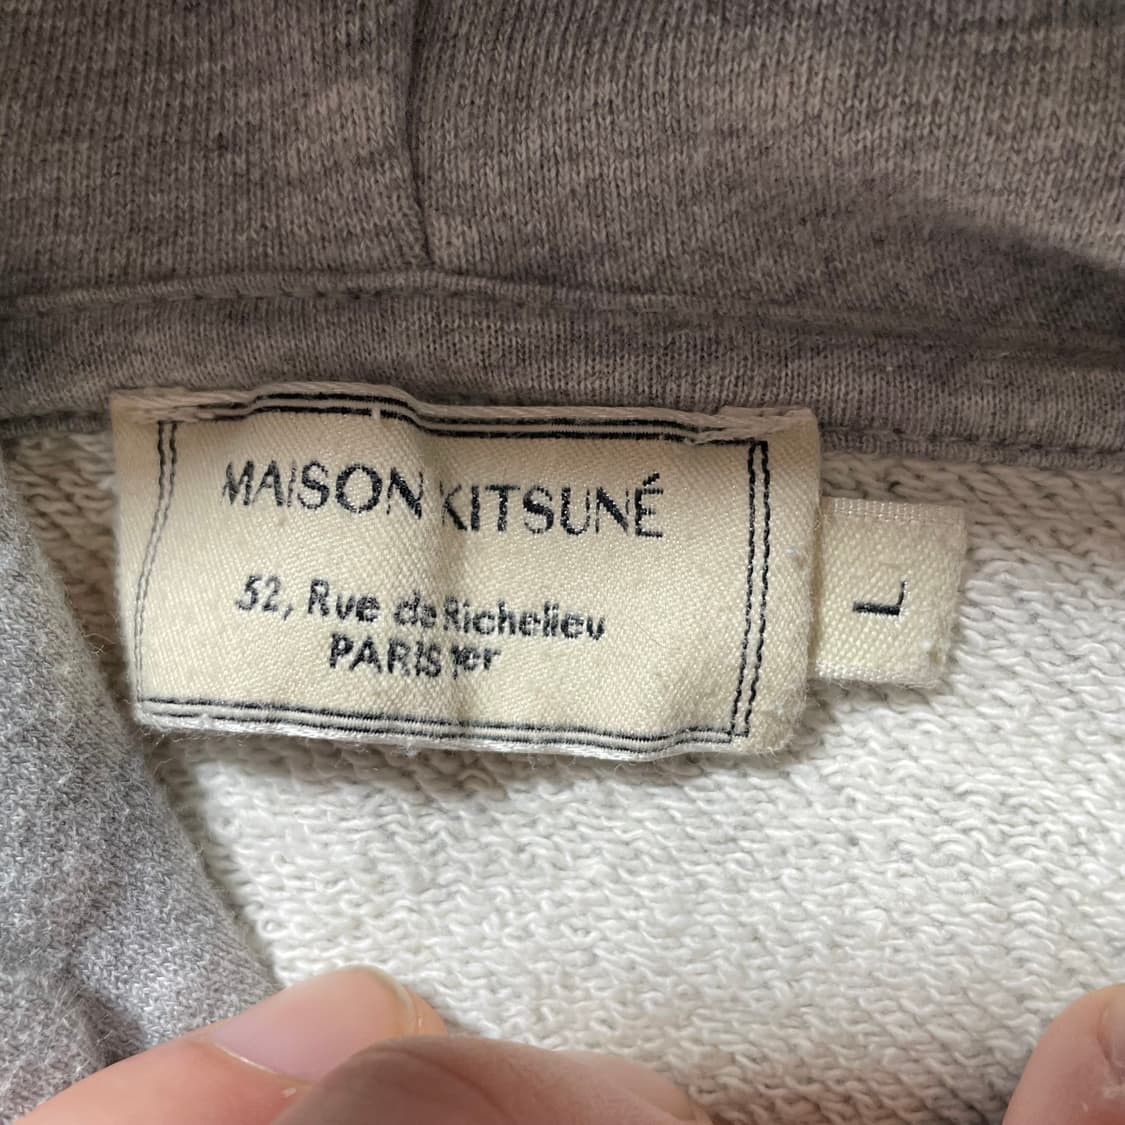 MAISON KITSUNÉ
52, Rue de Richelieu
PARIS 1er
L